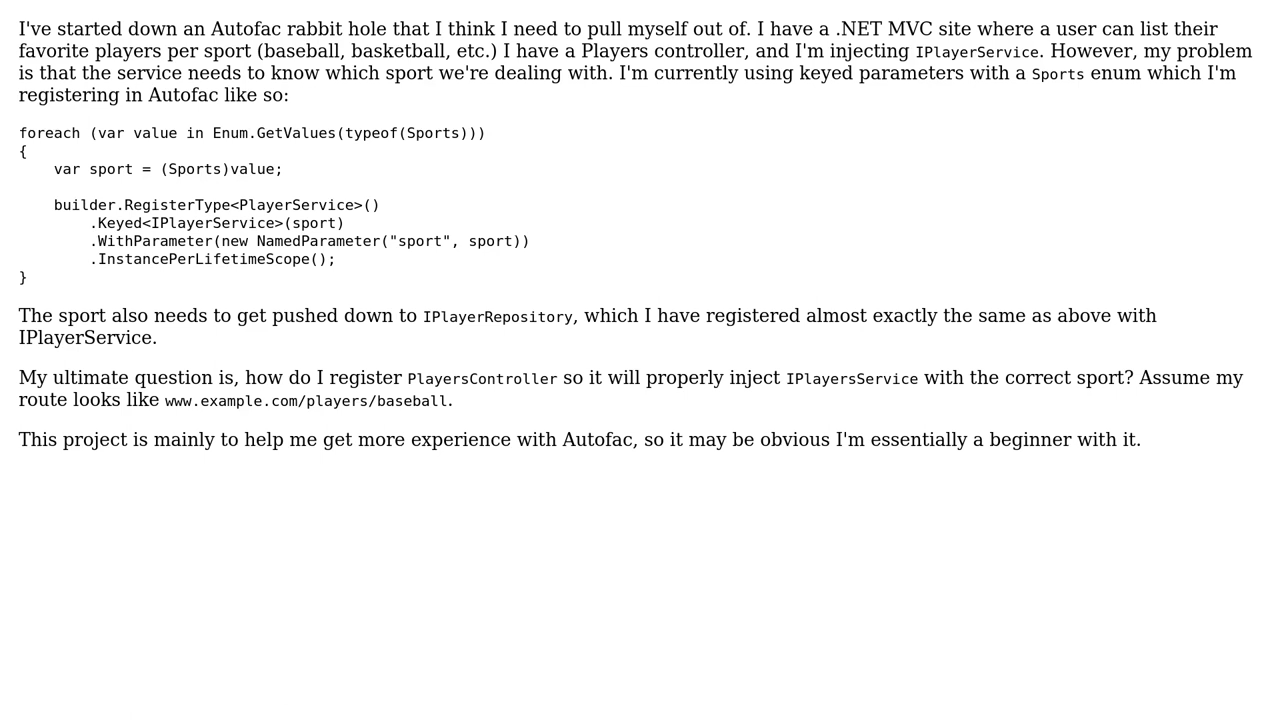 I've started down an Autofac rabbit hole that I think I need to pull myself out of. I have a .NET MVC site where a user can list their
favorite players per sport (baseball, basketball, etc.) I have a Players controller, and I'm injecting IPlayerService. However, my problem
is that the service needs to know which sport we're dealing with. I'm currently using keyed parameters with a Sports enum which I'm
registering in Autofac like so:
foreach (var value in Enum.GetValues(typeof(Sports)))
{
    var sport = (Sports)value;
    builder.RegisterType<PlayerService>()
        .Keyed<IPlayerService>(sport)
        .WithParameter(new NamedParameter("sport", sport))
        .InstancePerLifetimeScope();
}
The sport also needs to get pushed down to IPlayerRepository, which I have registered almost exactly the same as above with
IPlayerService.
My ultimate question is, how do I register PlayersController so it will properly inject IPlayersService with the correct sport? Assume my
route looks like www.example.com/players/baseball.
This project is mainly to help me get more experience with Autofac, so it may be obvious I'm essentially a beginner with it.